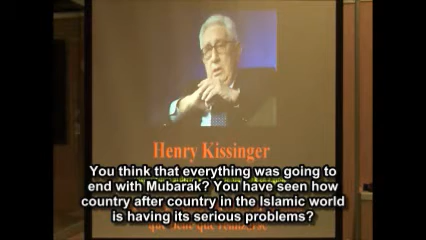 Henry Kissinger
You think that everything was going to
end with Mubarak? You have seen how
country after country in the Islamic world
is having its serious problems?